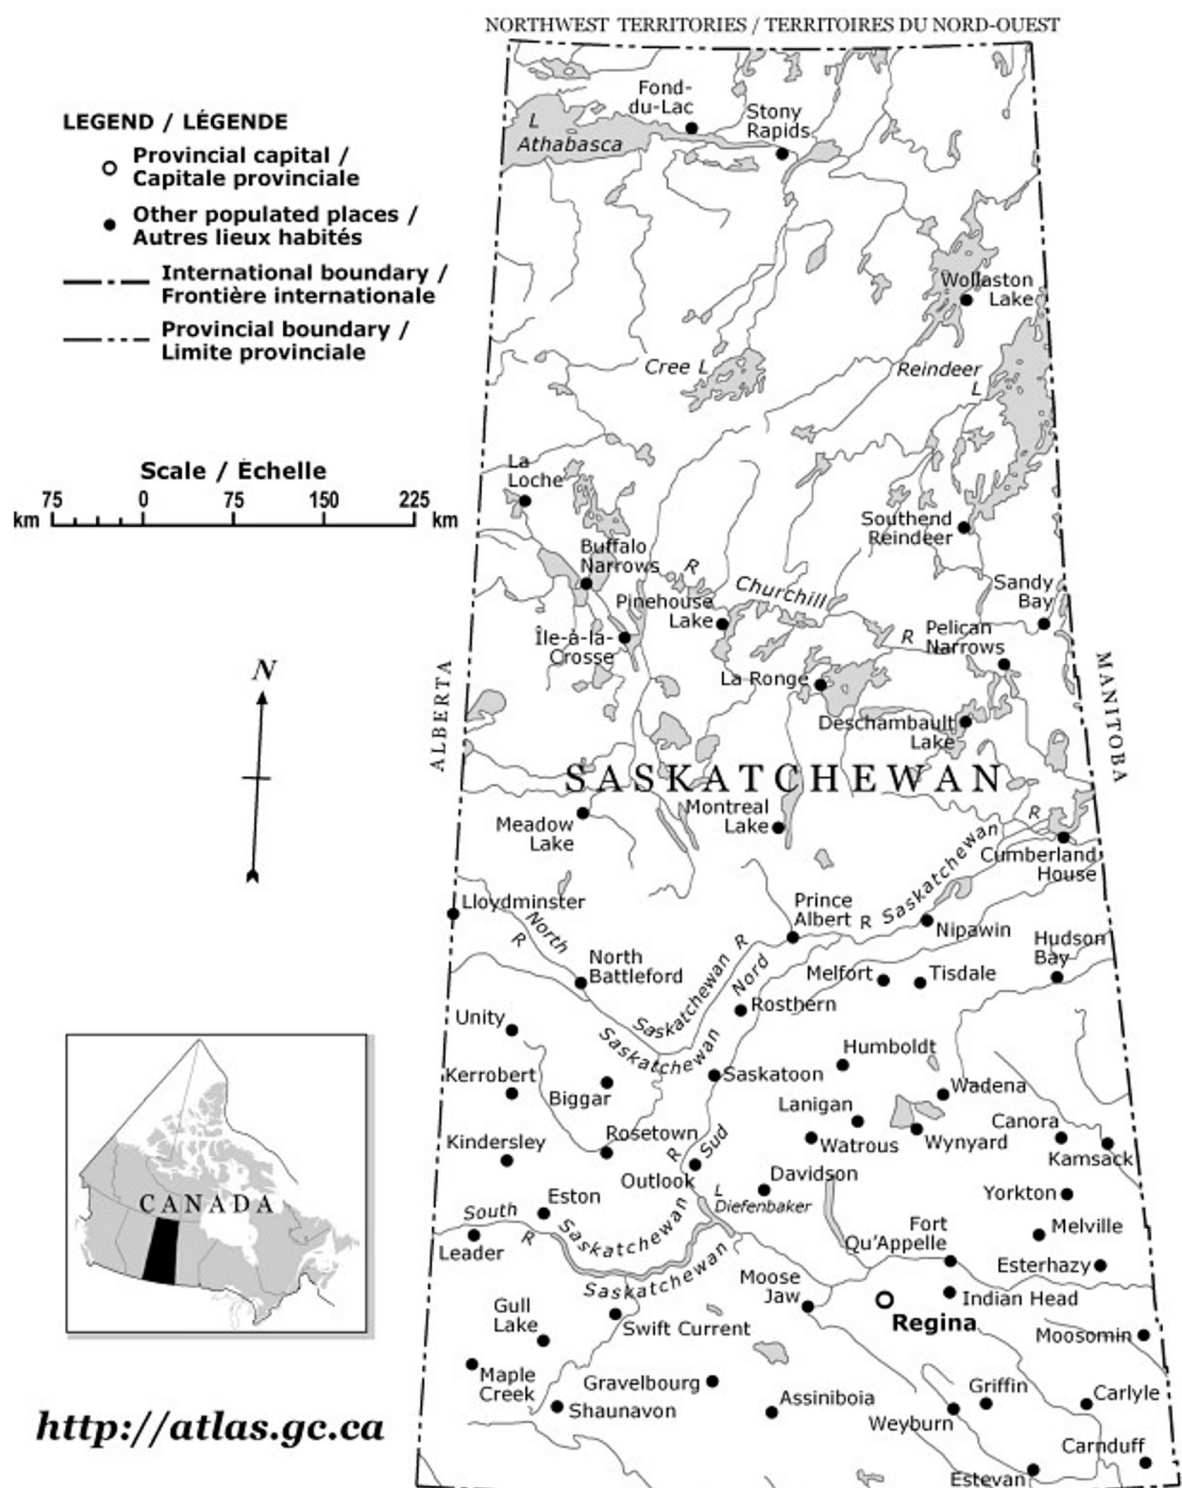 NORTHWEST TERRITORIES / TERRITOIRES DU NORD-OUEST
LEGEND / LÉGENDE
Provincial capital /
Capitale provinciale
Other populated places /
Autres lieux habités
International boundary /
Frontière internationale
Provincial boundary /
Limite provinciale
Scale / Échelle
75 0 75 150 225
km km
N
ALBERTA
MANITOBA
CANADA
http://atlas.gc.ca
Fond-
du-Lac
Stony
Rapids
L
Athabasca
Wollaston
Lake
Cree L
Reindeer
L
La
Loche
Southend
Reindeer
Buffalo
Narrows
R
Churchill
R
Sandy
Bay
Pinehouse
Lake
Pelican
Narrows
Île-à-la-
Crosse
La Ronge
Deschambault
Lake
SASKATCHEWAN
Montreal
Lake
Meadow
Lake
R
Saskatchewan
R
Cumberland
House
Lloydminster
Prince
Albert
Nipawin
North
R
Hudson
Bay
North
Battleford
Saskatchewan R
Nord
Melfort
Tisdale
Rosthern
Unity
Saskatchewan
Humboldt
Kerrobert
Saskatoon
Wadena
Biggar
Lanigan
Canora
Kindersley
Rosetown
Sud
R
Watrous
Wynyard
Kamsack
Outlook
Davidson
Yorkton
Eston
L
Diefenbaker
South
R
Saskatchewan
Saskatchewan
Melville
Leader
Fort
Qu'Appelle
Esterhazy
Moose
Jaw
Indian Head
Gull
Lake
Swift Current
Regina
Moosomin
Maple
Creek
Gravelbourg
Griffin
Carlyle
Shaunavon
Assiniboia
Weyburn
Carnduff
Estevan